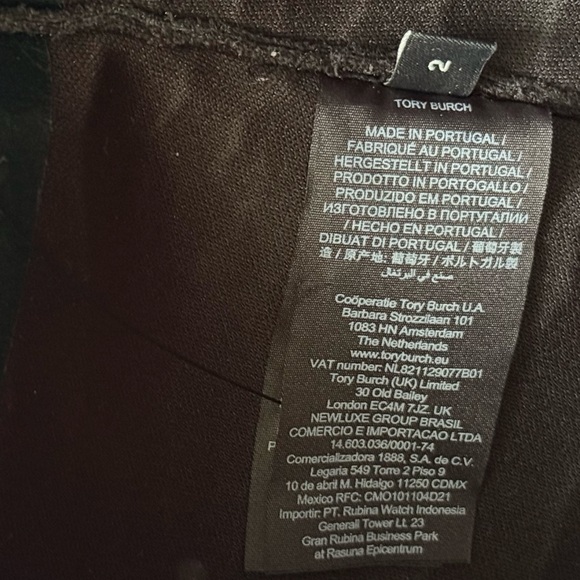 2
TORY BURCH
MADE IN PORTUGAL /
FABRIQUÉ AU PORTUGAL /
HERGESTELLT IN PORTUGAL /
PRODOTTO IN PORTOGALLO /
PRODUZIDO EM PORTUGAL /
ИЗГОТОВЛЕНО В ПОРТУГАЛИИ
/ HECHO EN PORTUGAL /
DIBUAT DI PORTUGAL / 葡萄牙製
造 / 原产地: 葡萄牙 / ポルトガル製
صنع في البرتغال
Coöperatie Tory Burch U.A.
Barbara Strozzilaan 101
1083 HN Amsterdam
The Netherlands
www.toryburch.eu
VAT number: NL821129077B01
Tory Burch (UK) Limited
30 Old Bailey
London EC4M 7JZ. UK
NEWLUXE GROUP BRASIL
COMERCIO E IMPORTACAO LTDA
14.603.036/0001-74
Comercializadora 1888, S.A. de C.V.
Legaria 549 Torre 2 Piso 9
10 de abril M. Hidalgo 11250 CDMX
Mexico RFC: CMO101104D21
Importir: PT. Rubina Watch Indonesia
Generali Tower Lt. 23
Gran Rubina Business Park
at Rasuna Epicentrum
P